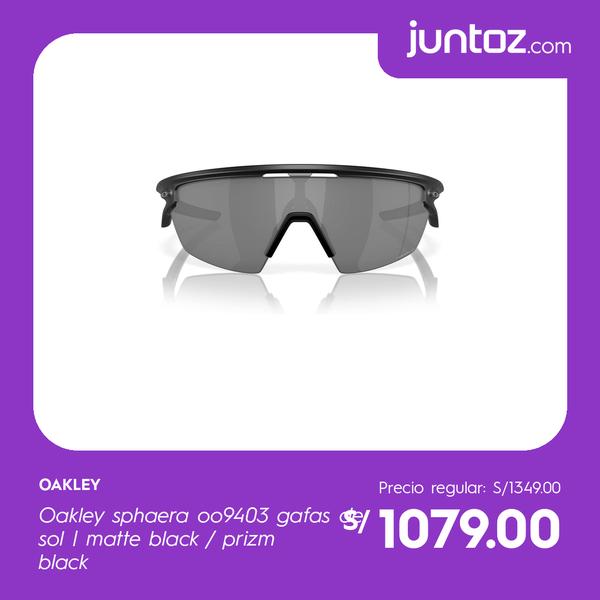 juntoz.com
OAKLEY
Oakley sphaera oo9403 gafas de
sol | matte black / prizm
black
Precio regular: S/1349.00
S/ 1079.00